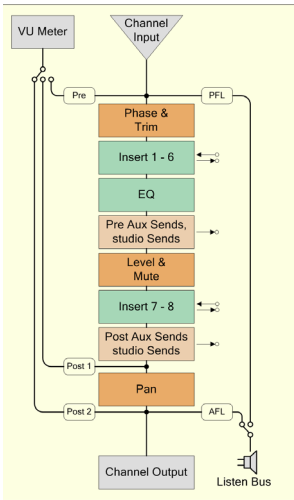 VU Meter
Channel
Input
Pre
PFL
Phase &
Trim
Insert 1 - 6
EQ
Pre Aux Sends,
studio Sends
Level &
Mute
Insert 7 - 8
Post Aux Sends
studio Sends
Post 1
Pan
Post 2
AFL
Channel Output
Listen Bus